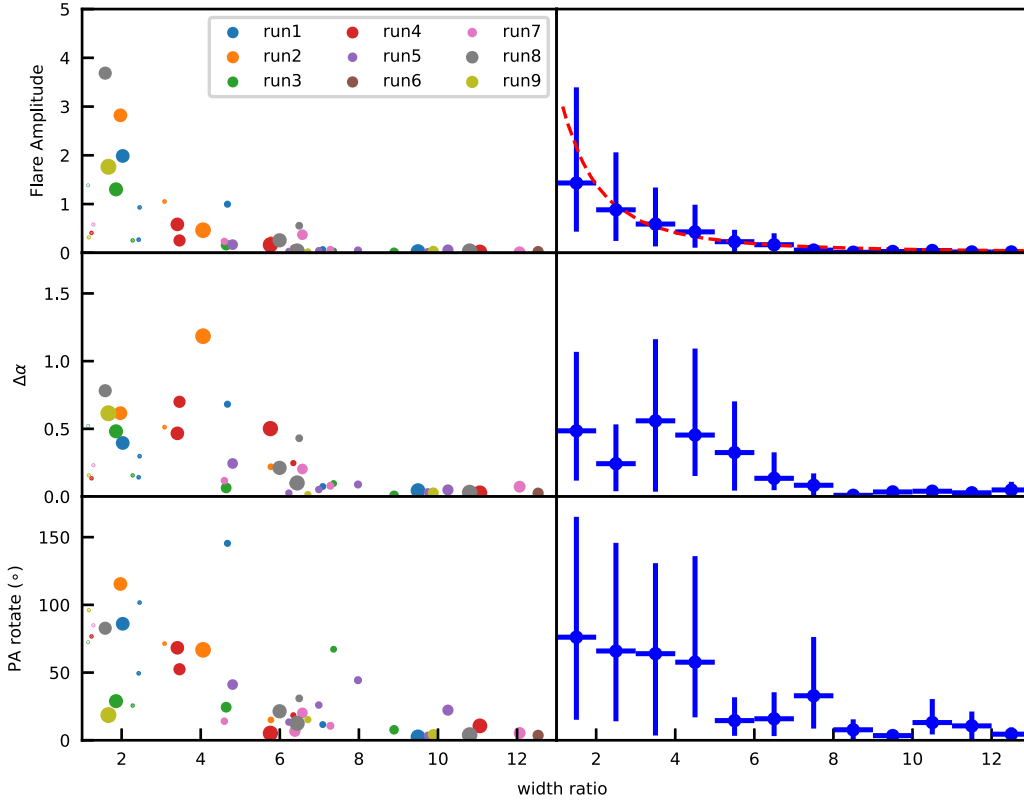 5
4
3
2
1
0
Flare Amplitude
run1 run4 run7
run2 run5 run8
run3 run6 run9
1.5
1.0
0.5
0.0
Δα
150
100
50
0
PA rotate (∘)
2 4 6 8 10 12 2 4 6 8 10 12
width ratio